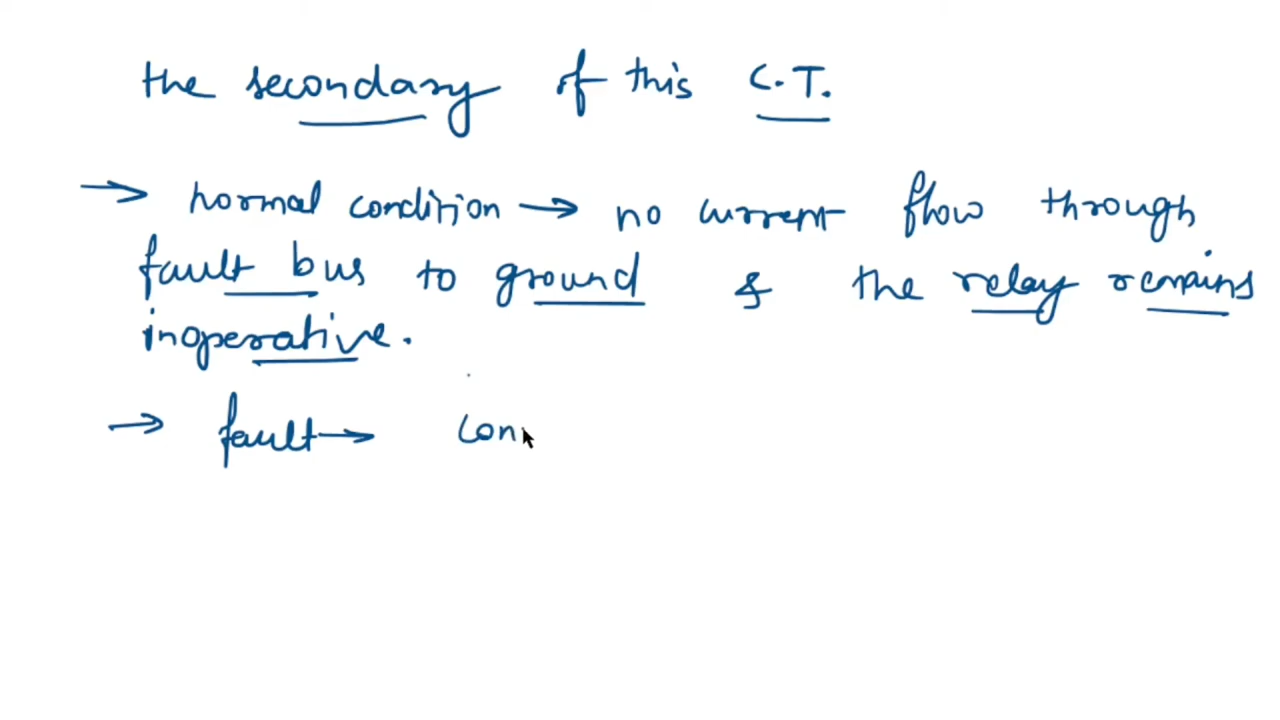 the secondary of this C.T.
→ normal condition → no current flow through
fault bus to ground & the relay remains
inoperative.
→ fault → con